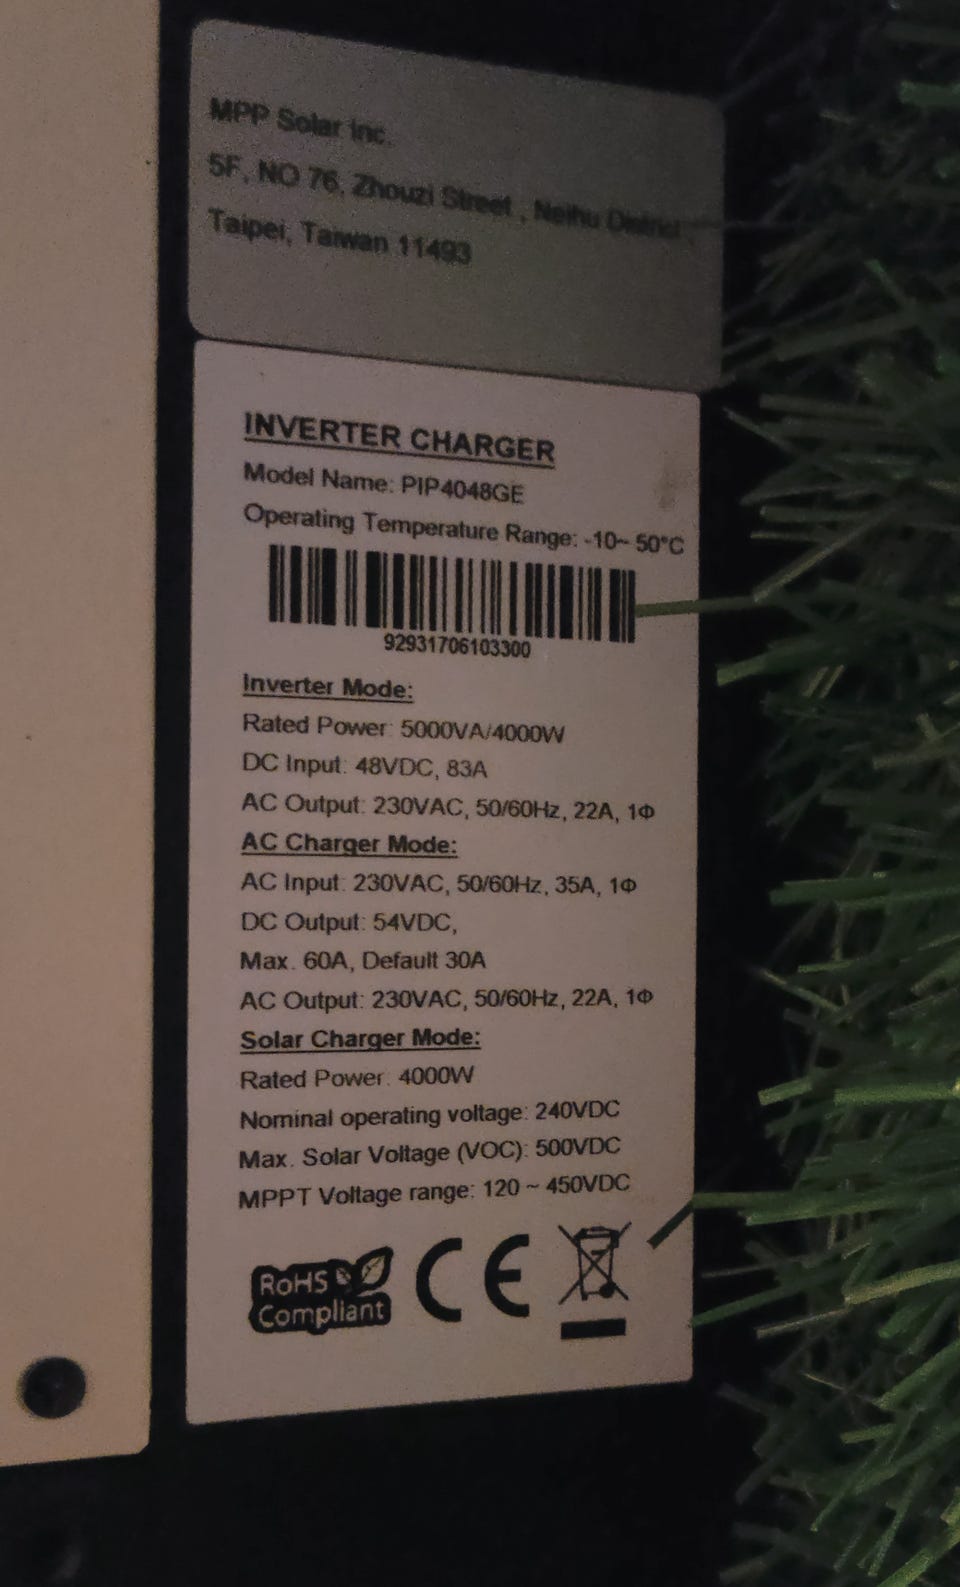 MPP Solar Inc.
5F, NO 76, Zhouzi Street , Neihu District ,
Taipei, Taiwan 11493
INVERTER CHARGER
Model Name: PIP4048GE
Operating Temperature Range: -10~ 50°C
92931706103300
Inverter Mode:
Rated Power: 5000VA/4000W
DC Input: 48VDC, 83A
AC Output: 230VAC, 50/60Hz, 22A, 1Φ
AC Charger Mode:
AC Input: 230VAC, 50/60Hz, 35A, 1Φ
DC Output: 54VDC,
Max. 60A, Default 30A
AC Output: 230VAC, 50/60Hz, 22A, 1Φ
Solar Charger Mode:
Rated Power: 4000W
Nominal operating voltage: 240VDC
Max. Solar Voltage (VOC): 500VDC
MPPT Voltage range: 120 ~ 450VDC
RoHS
Compliant
CE